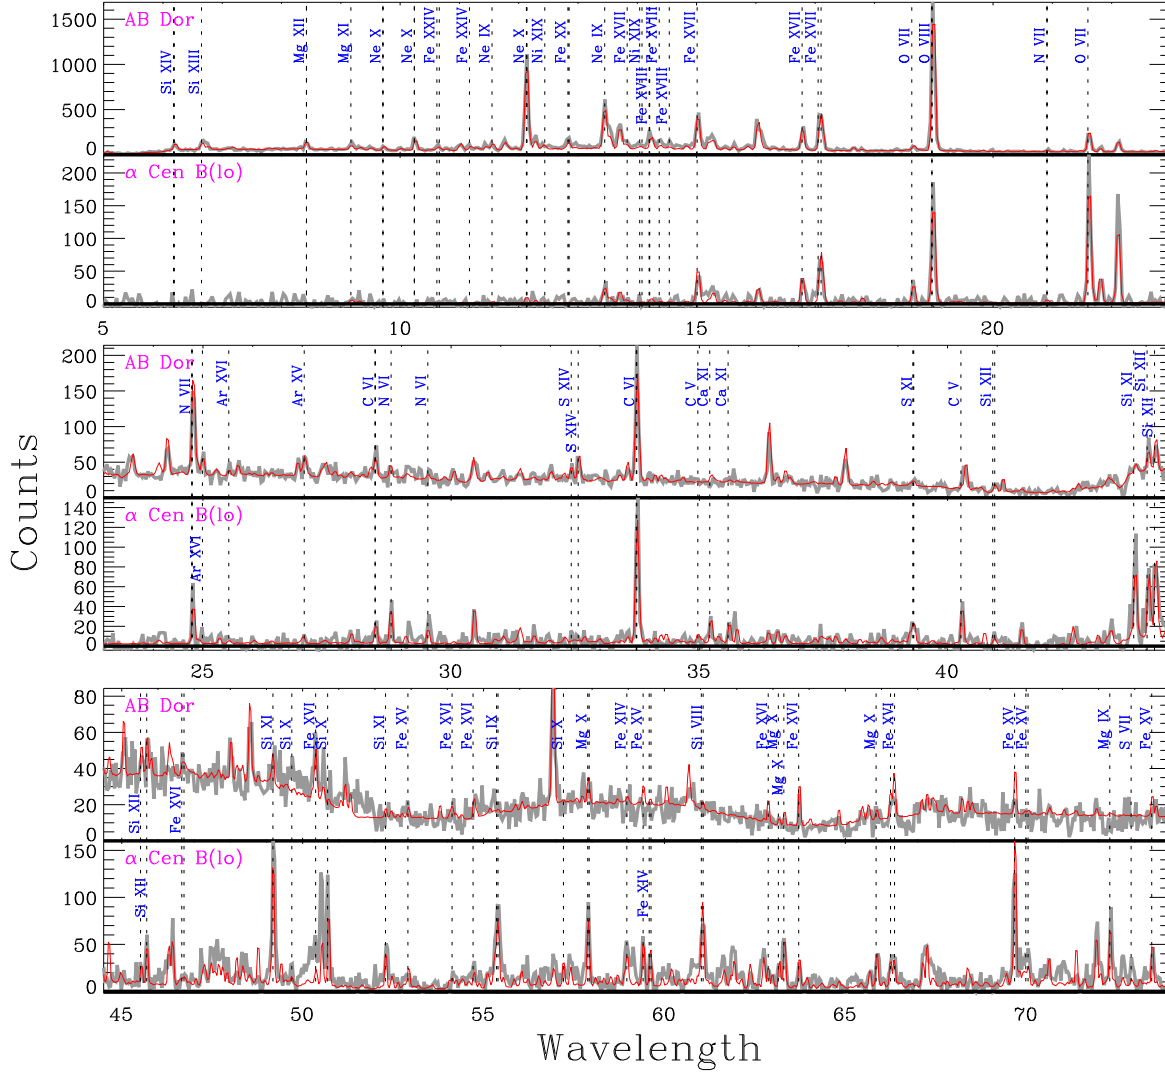 AB Dor
Si XIV
Si XIII
Mg XII
Mg XI
Ne X
Ne X
Fe XXIV
Fe XXIV
Ne IX
Ne X
Ni XIX
Fe XX
Ne IX
Fe XVII
Ni XIX
Fe XVIII
Fe XVIII
Fe XVIII
Fe XVII
Fe XVII
Fe XVII
O VII
O VIII
N VII
O VII
1500
1000
500
0
α Cen B(lo)
200
150
100
50
0
5 10 15 20
AB Dor
N VII
Ar XVI
Ar XV
C VI
N VI
N VI
S XIV
S XIV
C VI
C V
Ca XI
Ca XI
S XI
C V
Si XII
Si XI
Si XII
Si XII
200
150
100
50
0
α Cen B(lo)
Ar XVI
140
120
100
80
60
40
20
0
25 30 35 40
Counts
AB Dor
Si XII
Fe XVI
Si XI
Si X
Fe XVI
Si X
Si XI
Fe XV
Fe XVI
Fe XVI
Si IX
Si X
Mg X
Fe XIV
Fe XV
Si VIII
Fe XVI
Mg X
Mg X
Fe XVI
Mg X
Fe XVI
Fe XV
Fe XV
Mg IX
S VII
Fe XV
80
60
40
20
0
α Cen B(lo)
Si XII
Fe XIV
150
100
50
0
45 50 55 60 65 70
Wavelength